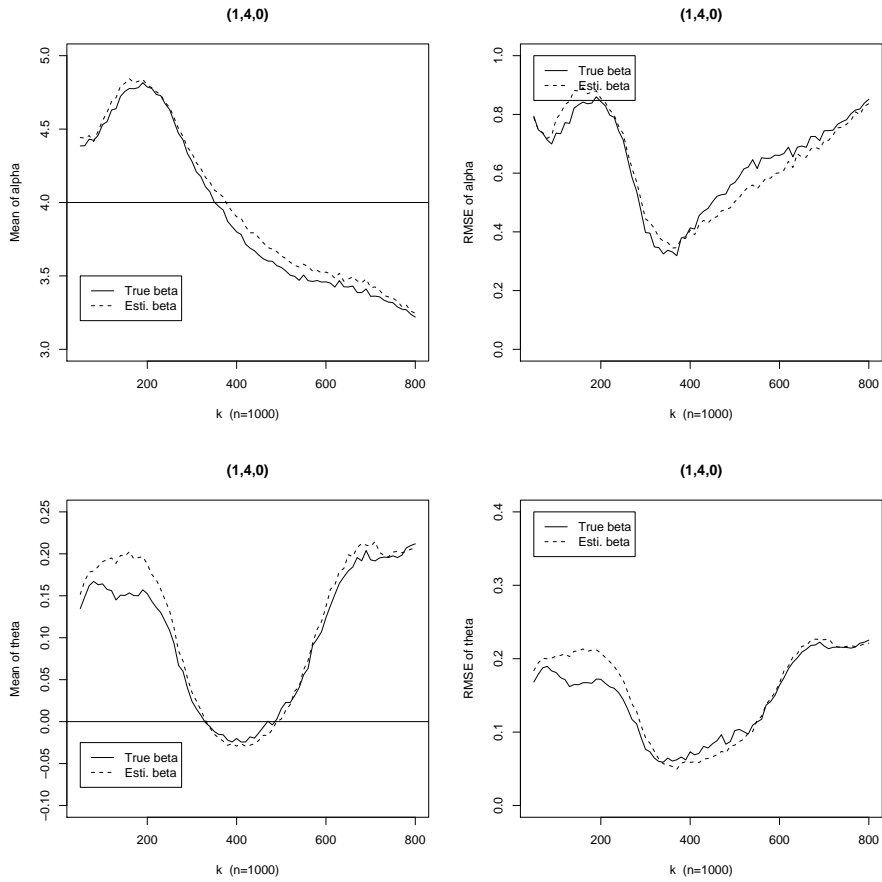 (1,4,0)
Mean of alpha
5.0
4.5
4.0
3.5
3.0
True beta
Esti. beta
200 400 600 800
k (n=1000)
(1,4,0)
RMSE of alpha
1.0
0.8
0.6
0.4
0.2
0.0
True beta
Esti. beta
200 400 600 800
k (n=1000)
(1,4,0)
Mean of theta
0.25
0.20
0.15
0.10
0.05
0.00
−0.05
−0.10
True beta
Esti. beta
200 400 600 800
k (n=1000)
(1,4,0)
RMSE of theta
0.4
0.3
0.2
0.1
0.0
True beta
Esti. beta
200 400 600 800
k (n=1000)